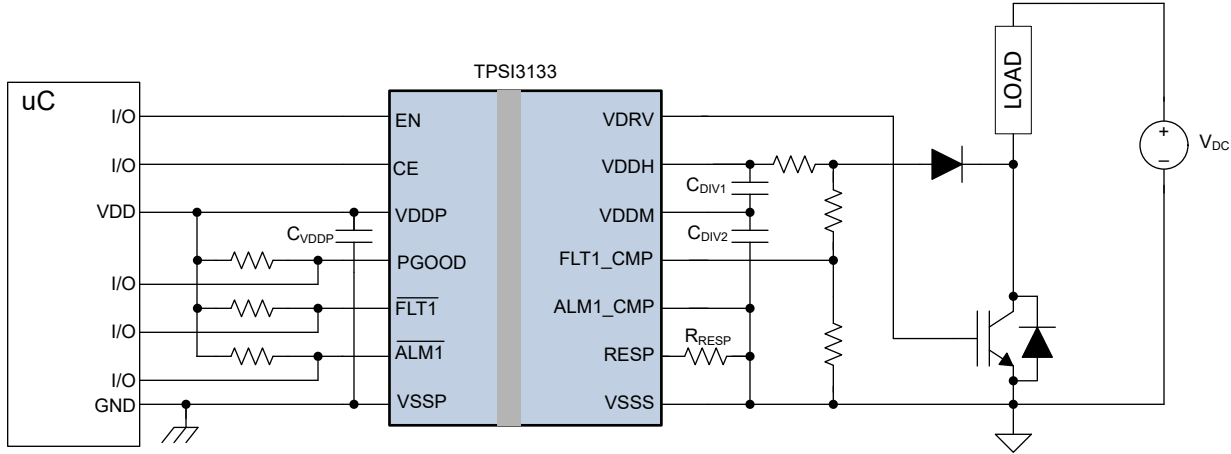 TPSI3133
uC
I/O
I/O
VDD
I/O
I/O
I/O
GND
EN
CE
VDDP
PGOOD
FLT1
ALM1
VSSP
CVDDP
VDRV
VDDH
VDDM
FLT1_CMP
ALM1_CMP
RESP
VSSS
CDIV1
CDIV2
RRESP
LOAD
+
–
VDC